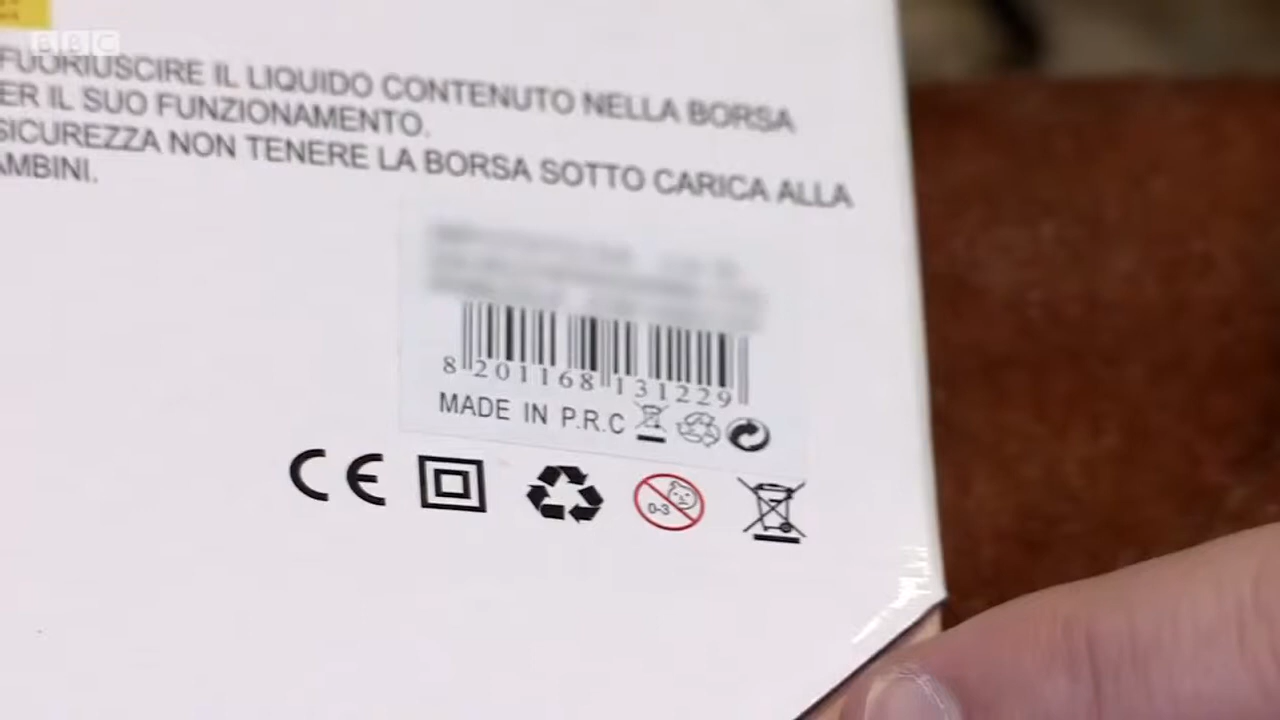 BBC
FUORIUSCIRE IL LIQUIDO CONTENUTO NELLA BORSA
ER IL SUO FUNZIONAMENTO.
SICUREZZA NON TENERE LA BORSA SOTTO CARICA ALLA
AMBINI.
8 201168 131229
MADE IN P.R.C
CE
0-3